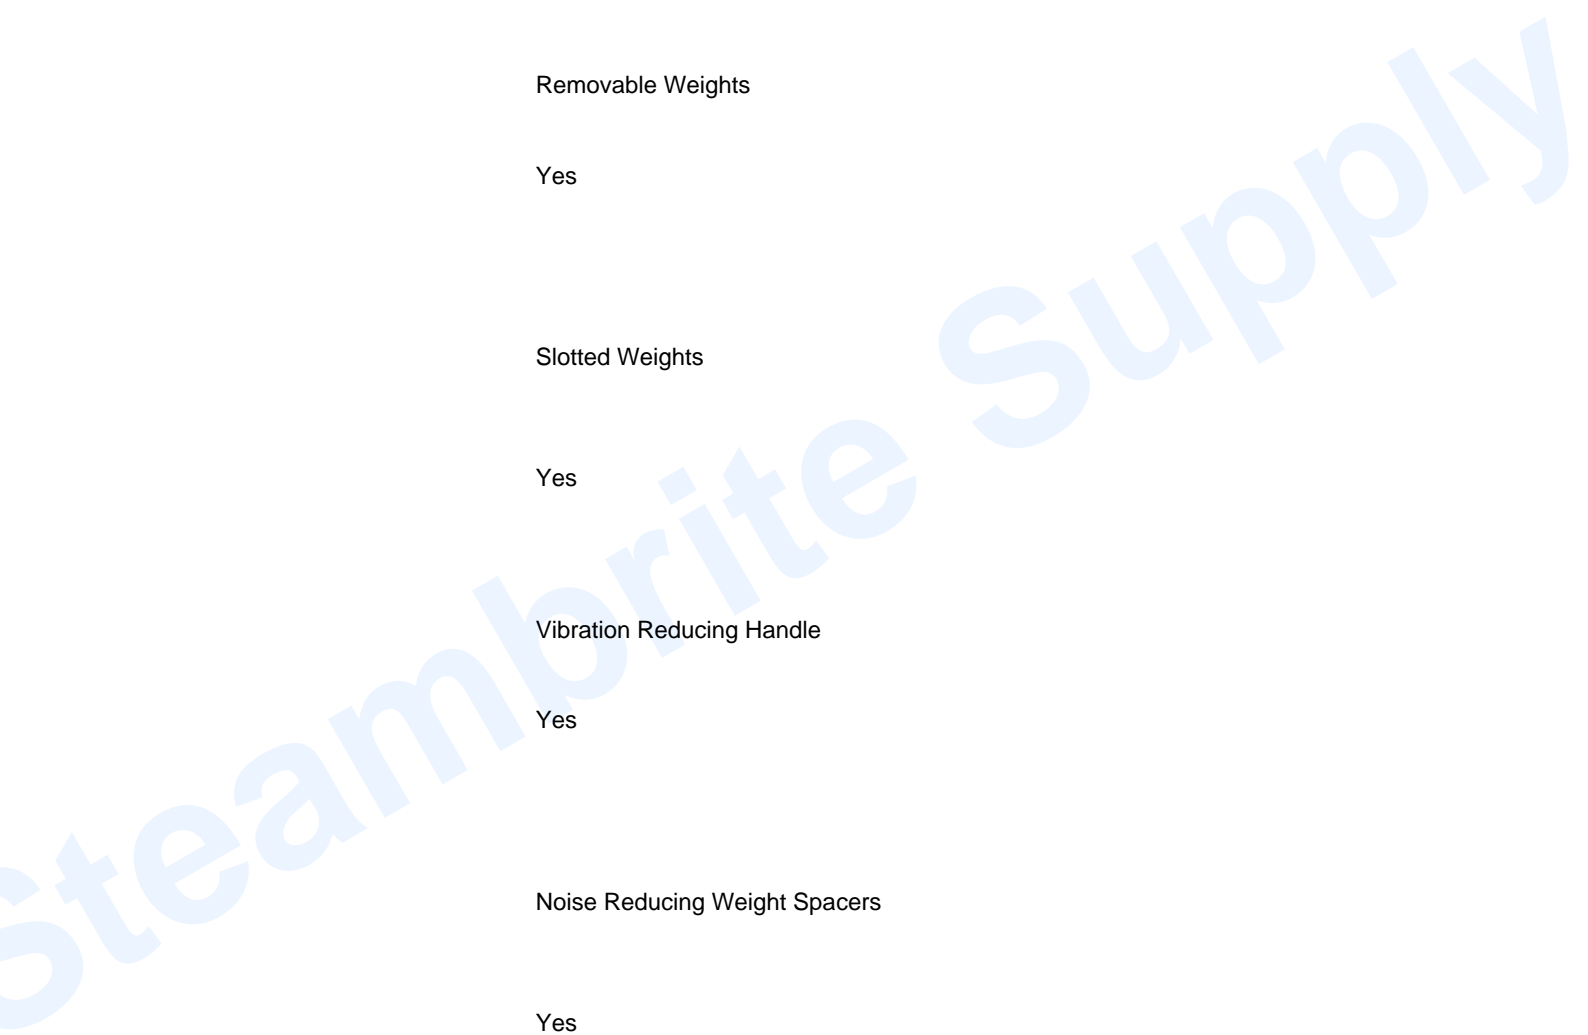 Removable Weights
Yes
Slotted Weights
Yes
Vibration Reducing Handle
Yes
Noise Reducing Weight Spacers
Yes
Steambrite Supply